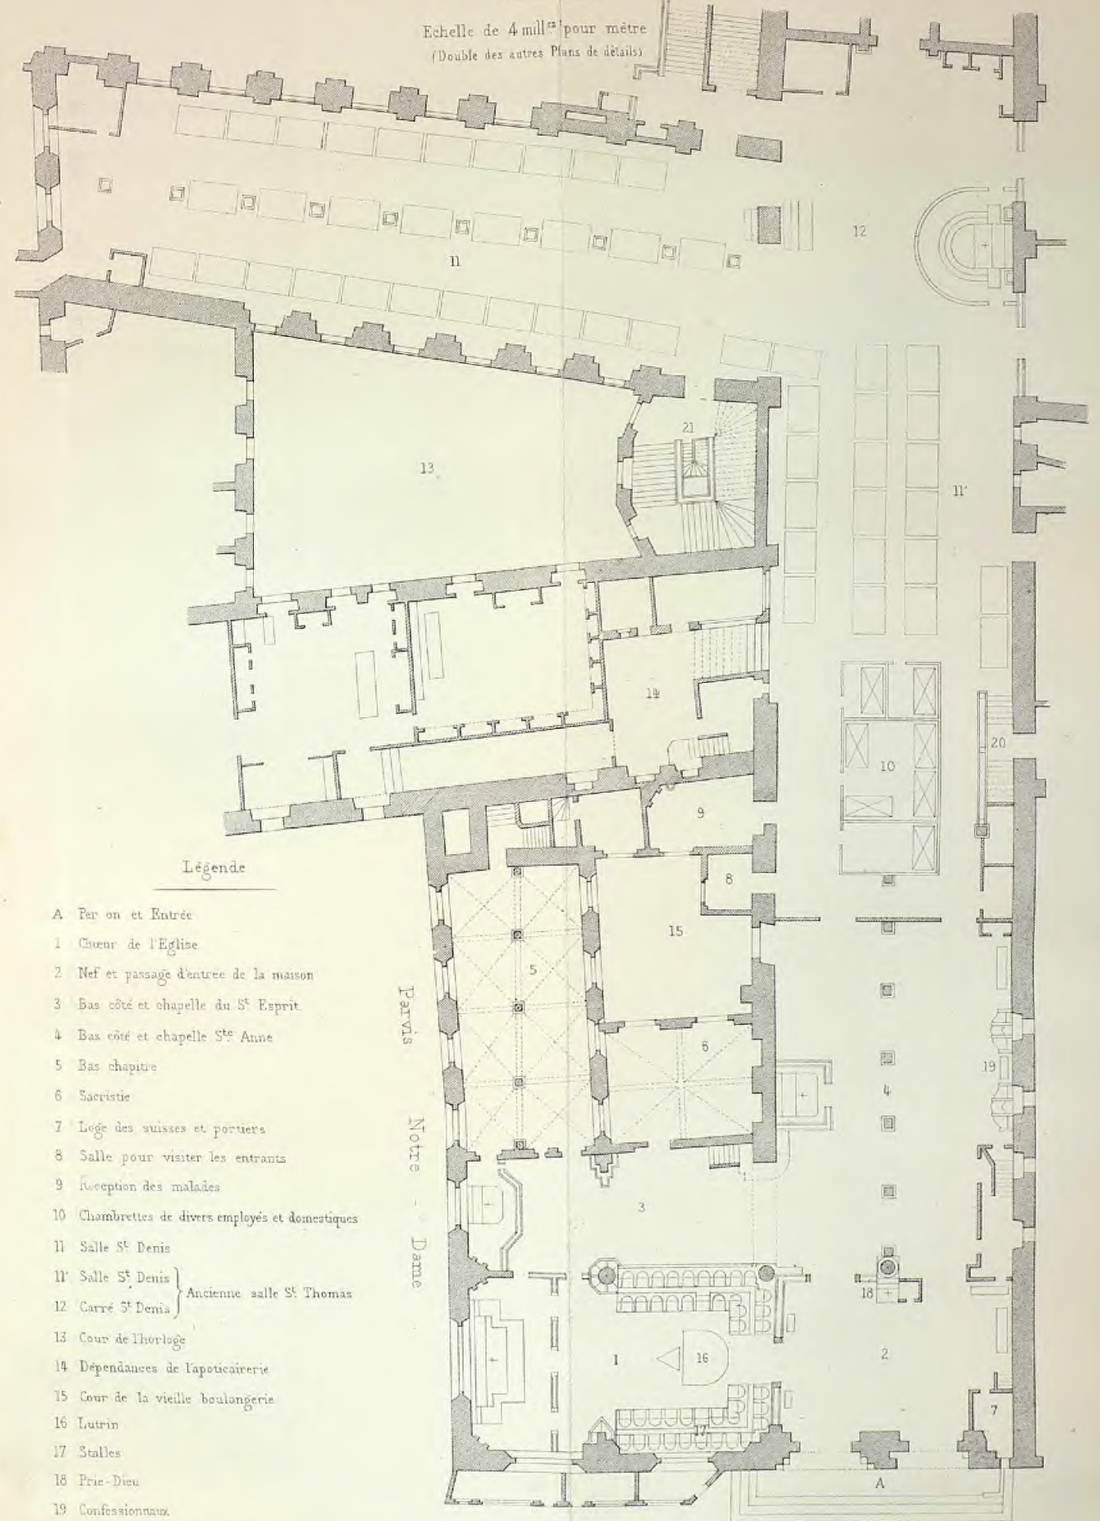 Echelle de 4 mill^es pour mètre
(Double des autres Plans de détails)
12
11
21
13
11'
14
20
10
9
8
15
5
6
19
4
3
18
1
16
2
7
17
A
Parvis Notre-Dame
Légende
A Per on et Entrée
1 Chœur de l'Eglise
2 Nef et passage d'entrée de la maison
3 Bas côté et chapelle du S^t Esprit
4 Bas côté et chapelle S^te Anne
5 Bas chapitre
6 Sacristie
7 Loge des suisses et portiers
8 Salle pour visiter les entrants
9 Réception des malades
10 Chambrettes de divers employés et domestiques
11 Salle S^t Denis
11' Salle S^t Denis
12 Carré S^t Denis
Ancienne salle S^t Thomas
13 Cour de l'horloge
14 Dépendances de l'apoticairerie
15 Cour de la vieille boulangerie
16 Lutrin
17 Stalles
18 Prie-Dieu
19 Confessionnaux